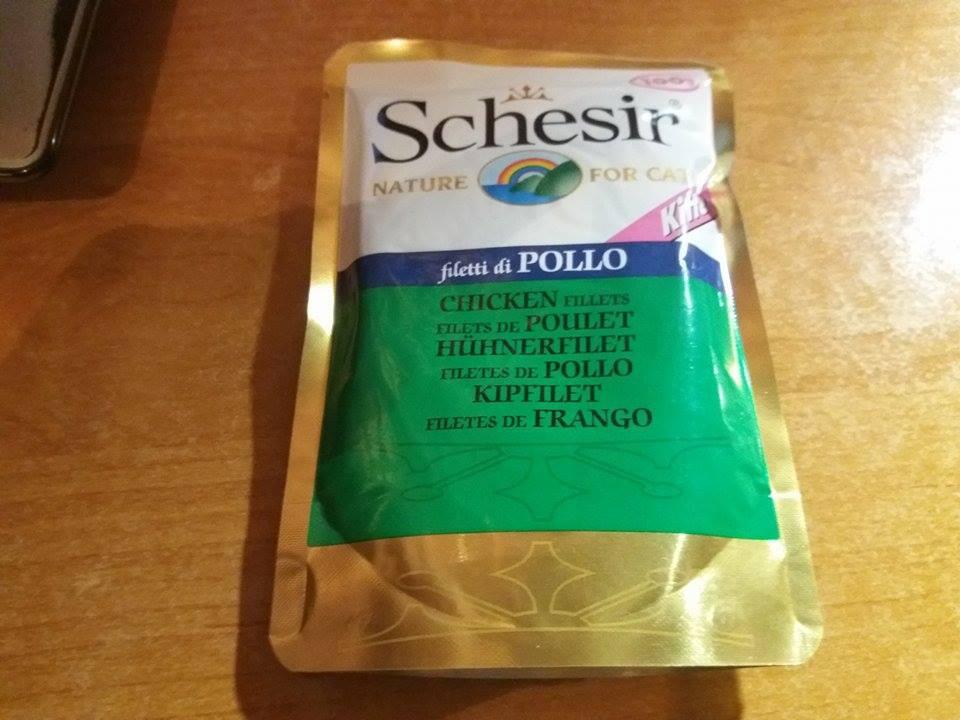 100g
Schesir®
NATURE FOR CAT
filetti di POLLO
CHICKEN FILLETS
FILETS DE POULET
HÜHNERFILET
FILETES DE POLLO
KIPFILET
FILETES DE FRANGO